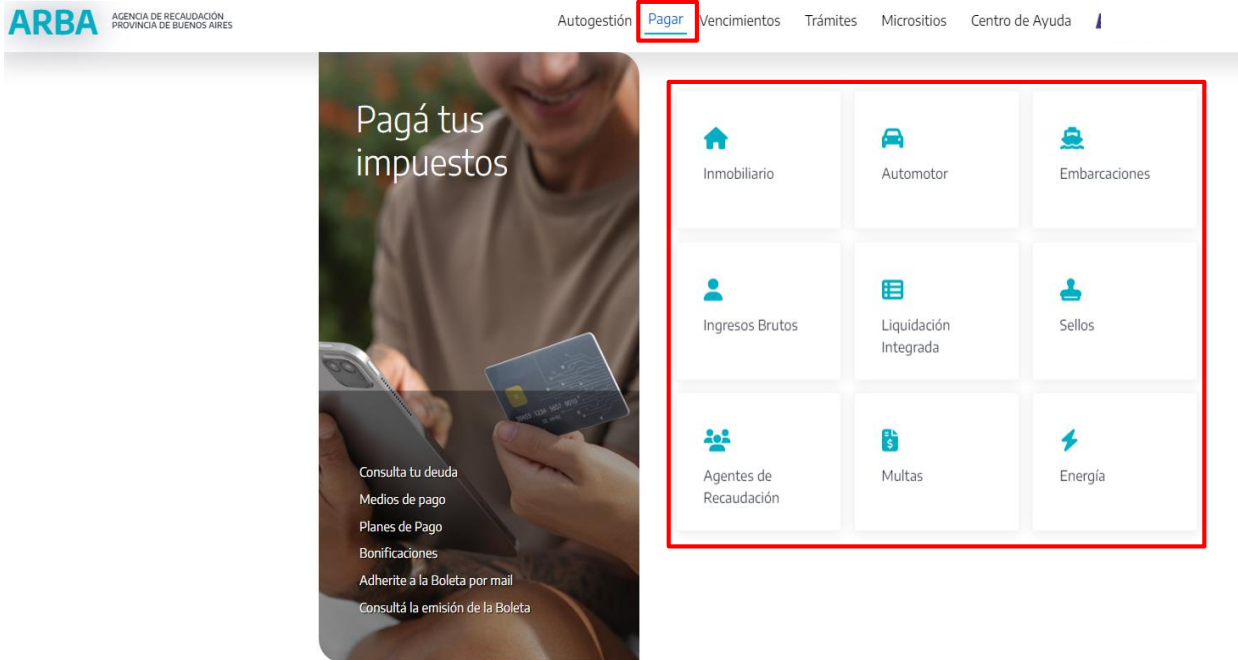 ARBA
AGENCIA DE RECAUDACIÓN
PROVINCIA DE BUENOS AIRES
Autogestión Pagar Vencimientos Trámites Micrositios Centro de Ayuda
Pagá tus
impuestos
Consulta tu deuda
Medios de pago
Planes de Pago
Bonificaciones
Adherite a la Boleta por mail
Consultá la emisión de la Boleta
Inmobiliario
Automotor
Embarcaciones
Ingresos Brutos
Liquidación
Integrada
Sellos
Agentes de
Recaudación
Multas
Energía